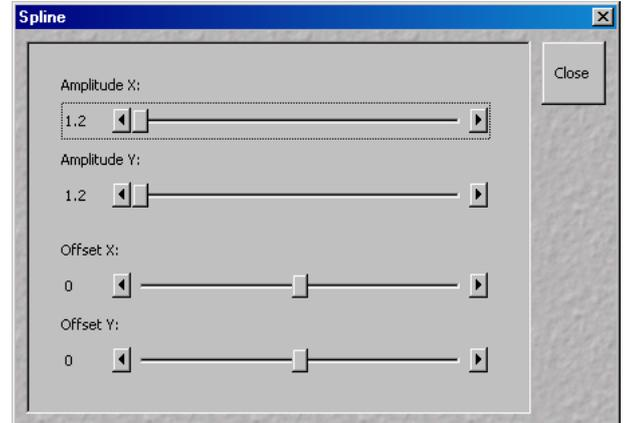 Spline
Close
Amplitude X:
1.2
Amplitude Y:
1.2
Offset X:
0
Offset Y:
0